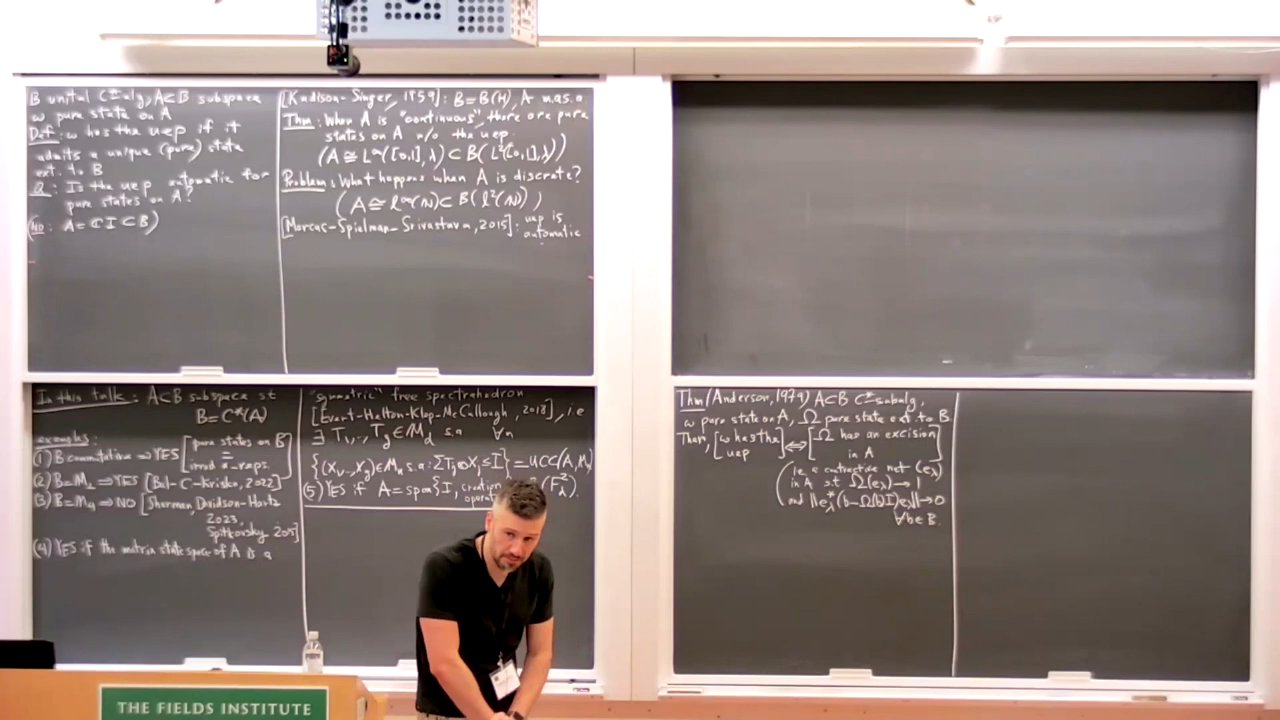 B unital C*-alg, A⊂B subspace
ω pure state on A
Def: ω has the uep if it
admits a unique (pure) state
ext. to B
Q: Is the uep automatic for
pure states on A?
(NO: A = ℂI ⊂ B)
[Kadison-Singer, 1959]: B=B(H), A m.a.s.a
Thm: When A is "continuous", there are pure
states on A w/o the uep
(A ≅ L^∞([0,1], λ) ⊂ B(L²([0,1],λ))
Problem: What happens when A is discrete?
(A ≅ ℓ^∞(ℕ) ⊂ B(ℓ²(ℕ)))
[Marcus-Spielman-Srivastava, 2015]: uep is
automatic
In this talk: A⊂B subspace st
B = C*(A)
examples:
(1) B commutative ⇒ YES [pure states on B
=
irred *-reps.]
(2) B=M₂ ⇒ YES [Bel-C-Krisko, 2022]
(3) B=M₄ ⇒ NO [Sherman, Davidson-Hartz
2023,
Spitkovsky 2015]
(4) YES if the matrix state space of A is a
"symmetric" free spectrahedron
[Evert-Helton-Klep-McCullough, 2018], i.e
∃ T₁,..., T_g ∈ M_d s.a ∀n
{(X₁,...,X_g) ∈ M_n s.a : ΣT_j⊗X_j ≤ I} = UCC(A, M
(5) YES if A = span{I, creation
operat (F²_λ).
Thm (Anderson, 1979) A⊂B C*-subalg,
ω pure state on A, Ω pure state ext to B.
Then, [ω has the uep] ⇔ [Ω has an excision
in A]
(ie. a contractive net (e_λ)
in A s.t Ω(e_λ) → 1
and ‖e_λ*(b - Ω(b)I)e_λ‖ → 0
∀b∈B.
THE FIELDS INSTITUTE